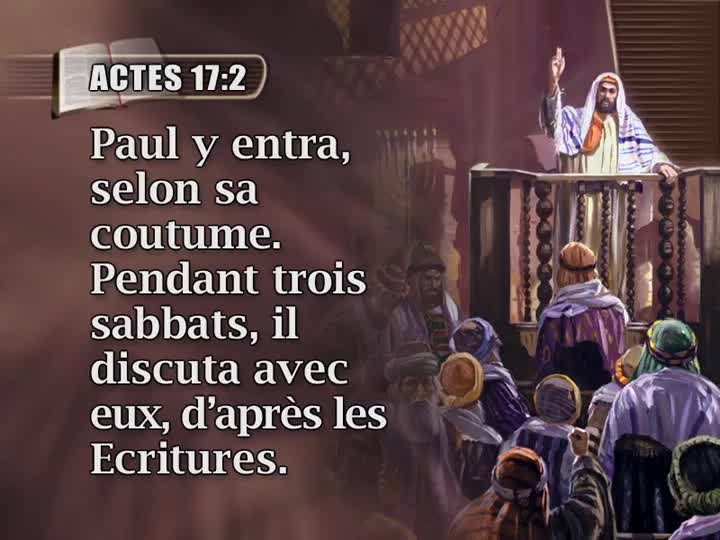 ACTES 17:2
Paul y entra,
selon sa
coutume.
Pendant trois
sabbats, il
discuta avec
eux, d’après les
Ecritures.